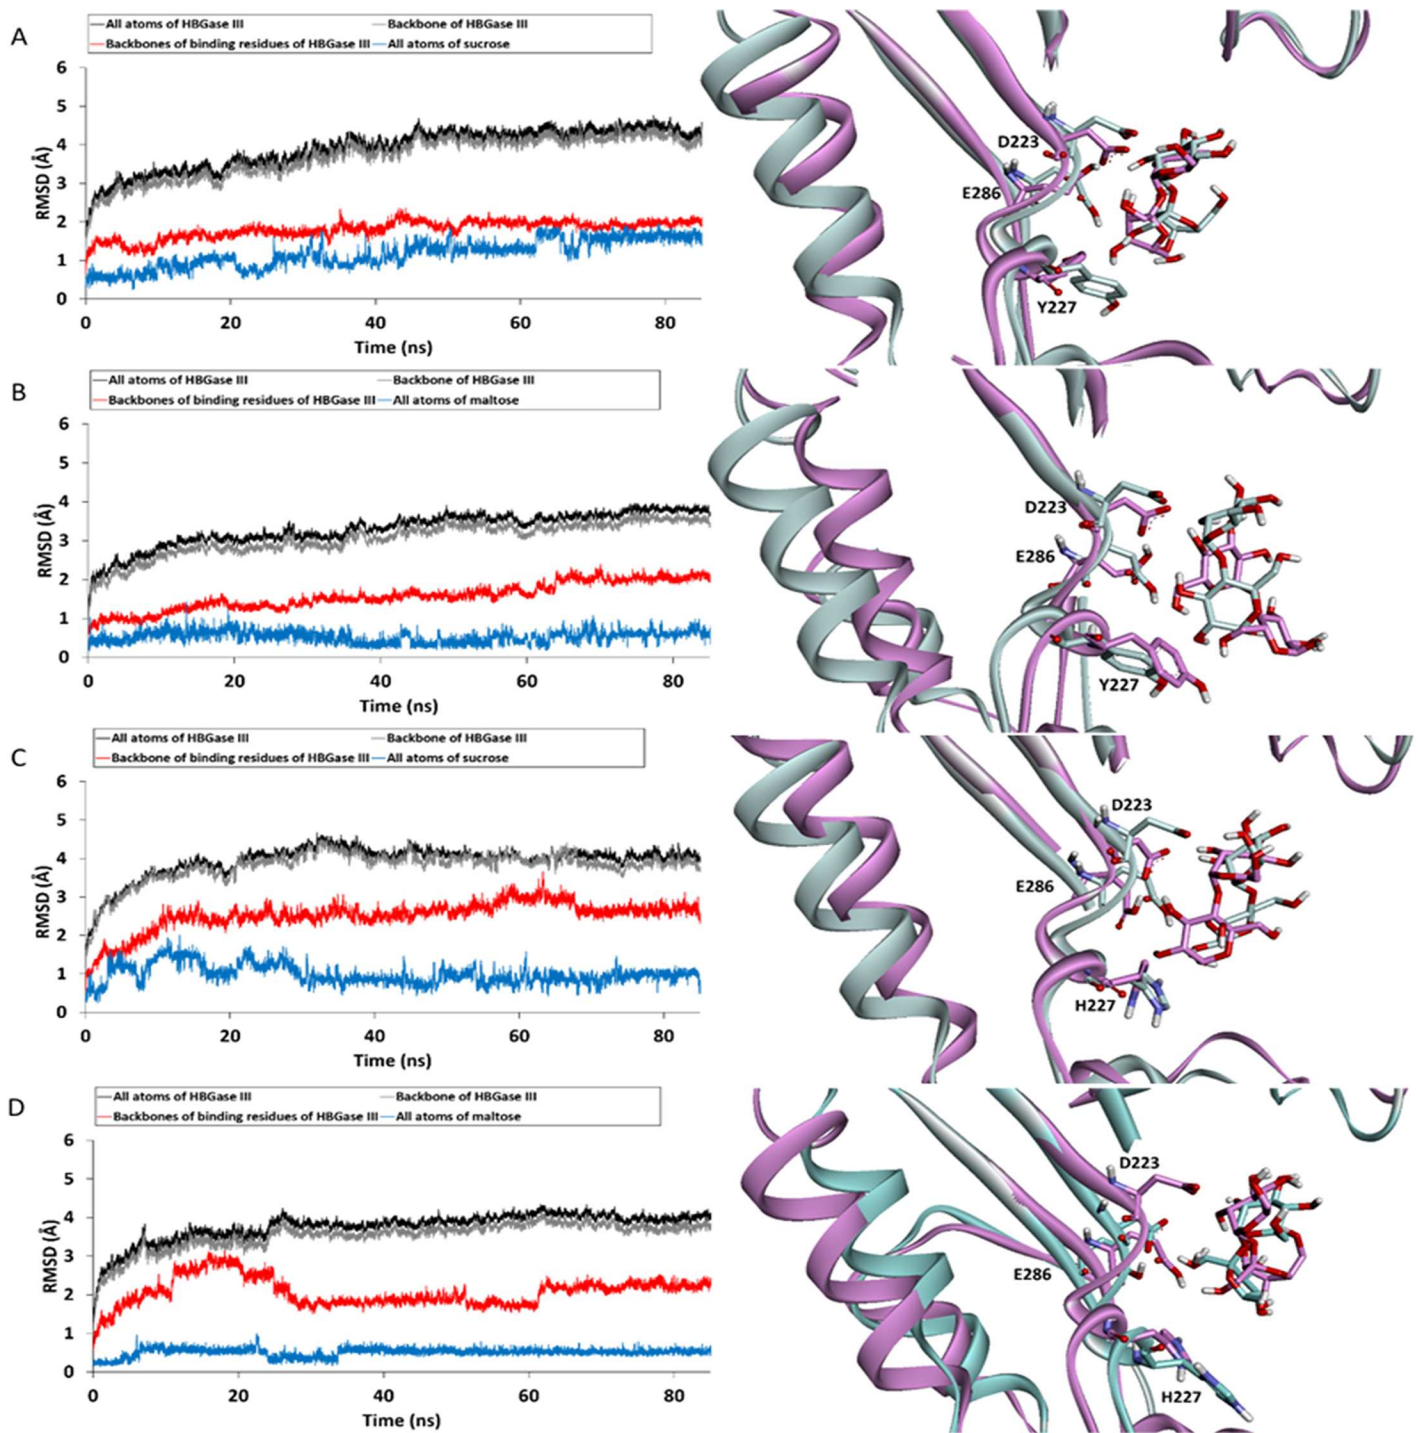 A
All atoms of HBGase III Backbone of HBGase III
Backbones of binding residues of HBGase III All atoms of sucrose
6
5
4
3
2
1
0
RMSD (Å)
0 20 40 60 80
Time (ns)
D223
E286
Y227
B
All atoms of HBGase III Backbone of HBGase III
Backbones of binding residues of HBGase III All atoms of maltose
6
5
4
3
2
1
0
RMSD (Å)
0 20 40 60 80
Time (ns)
D223
E286
Y227
C
All atoms of HBGase III Backbone of HBGase III
Backbone of binding residues of HBGase III All atoms of sucrose
6
5
4
3
2
1
0
RMSD (Å)
0 20 40 60 80
Time (ns)
D223
E286
H227
D
All atoms of HBGase III Backbone of HBGase III
Backbones of binding residues of HBGase III All atoms of maltose
6
5
4
3
2
1
0
RMSD (Å)
0 20 40 60 80
Time (ns)
D223
E286
H227